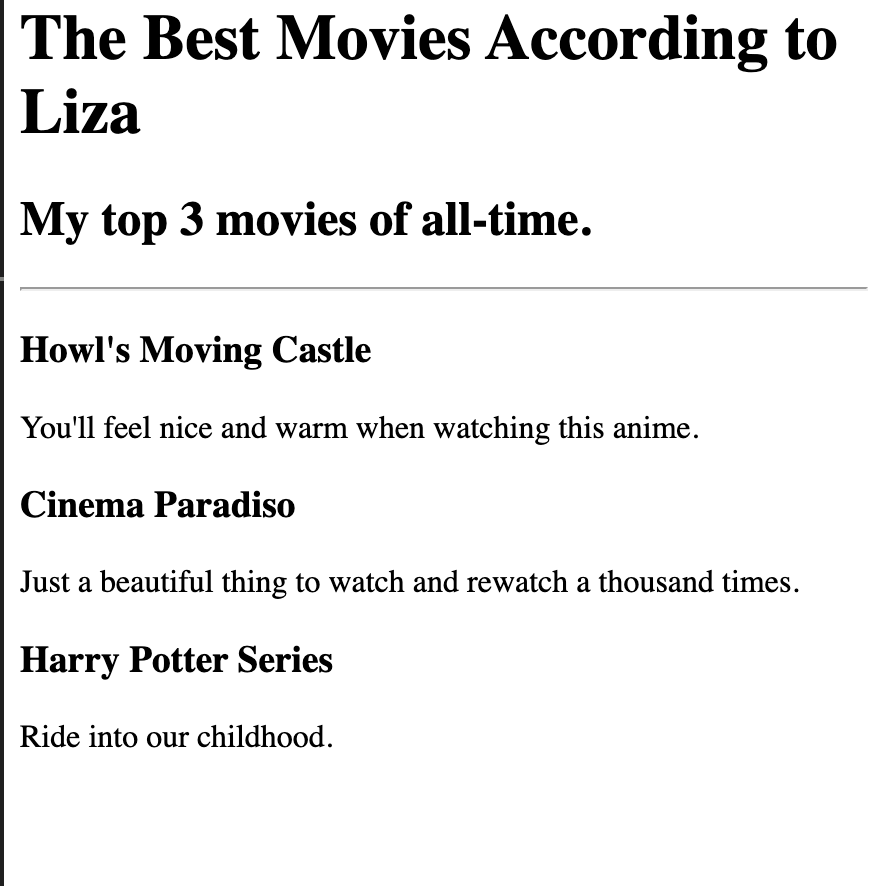 The Best Movies According to
Liza
My top 3 movies of all-time.
Howl's Moving Castle
You'll feel nice and warm when watching this anime.
Cinema Paradiso
Just a beautiful thing to watch and rewatch a thousand times.
Harry Potter Series
Ride into our childhood.